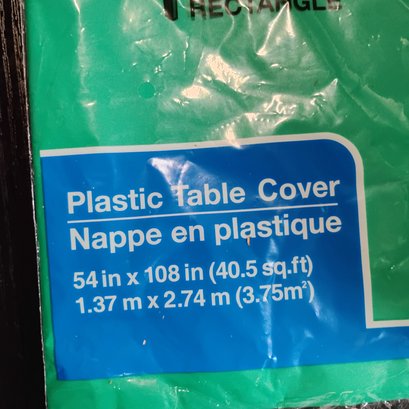 RECTANGLE
Plastic Table Cover
Nappe en plastique
54 in x 108 in (40.5 sq.ft)
1.37 m x 2.74 m (3.75m²)